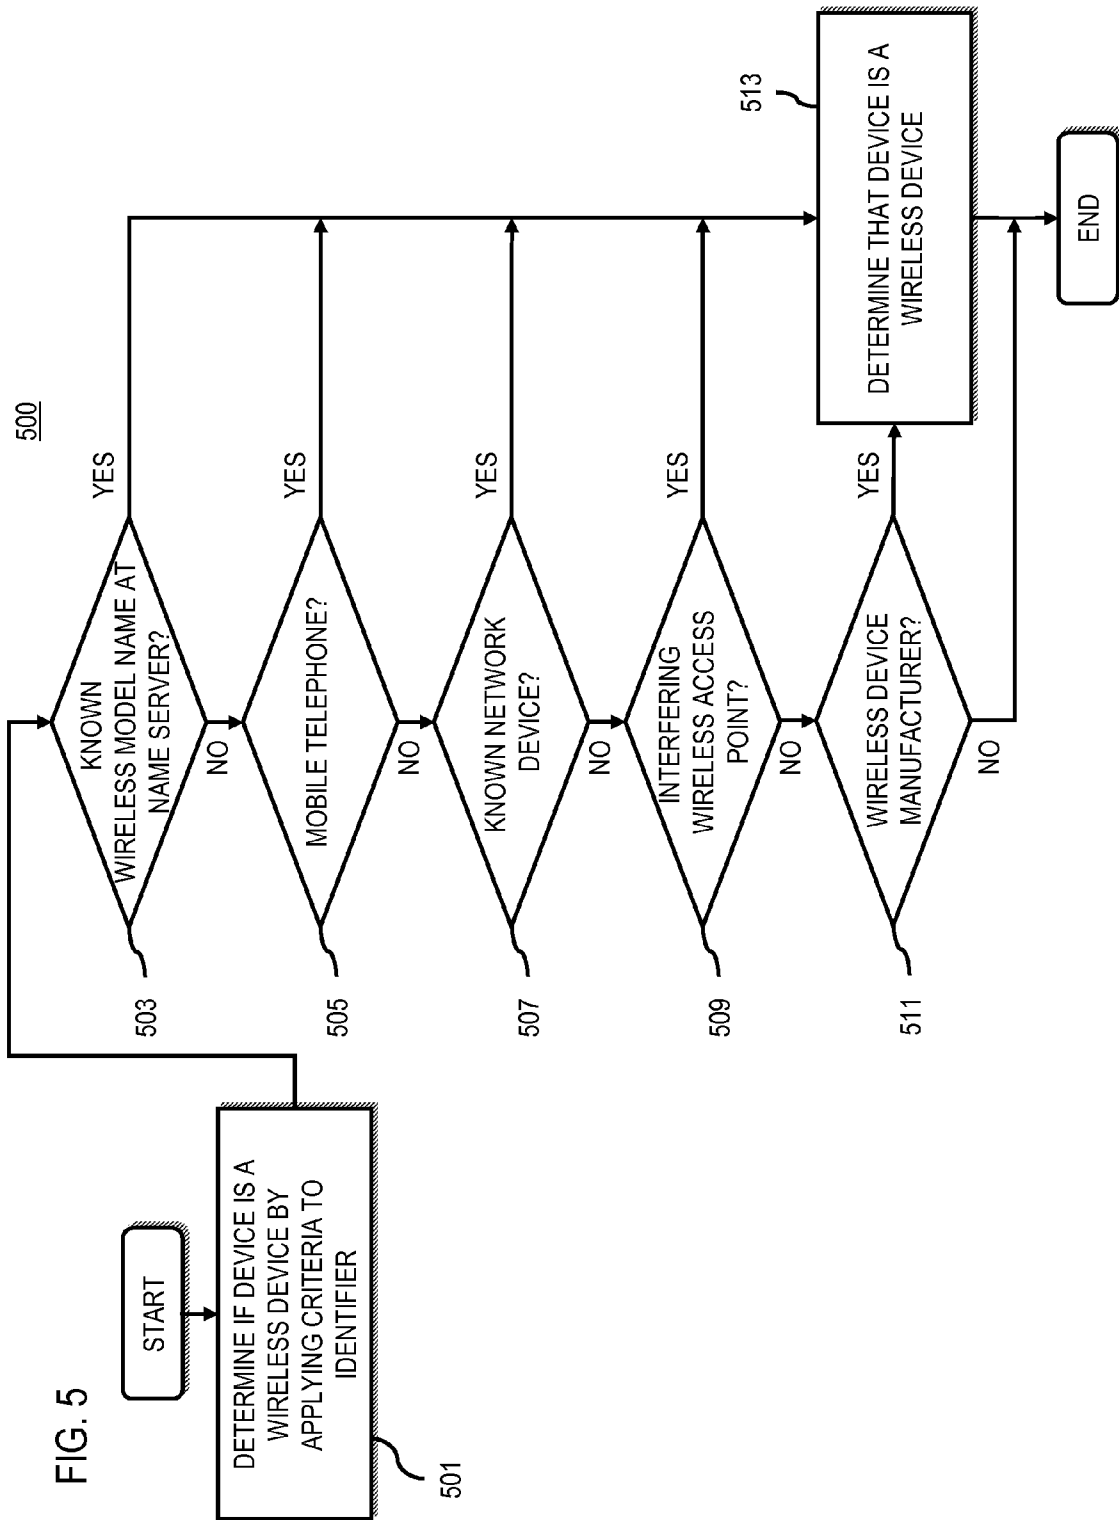 FIG. 5
500
START
DETERMINE IF DEVICE IS A
WIRELESS DEVICE BY
APPLYING CRITERIA TO
IDENTIFIER
501
KNOWN
WIRELESS MODEL NAME AT
NAME SERVER?
503
YES
NO
MOBILE TELEPHONE?
505
YES
NO
KNOWN NETWORK
DEVICE?
507
YES
NO
INTERFERING
WIRELESS ACCESS
POINT?
509
YES
NO
WIRELESS DEVICE
MANUFACTURER?
511
YES
NO
513
DETERMINE THAT DEVICE IS A
WIRELESS DEVICE
END